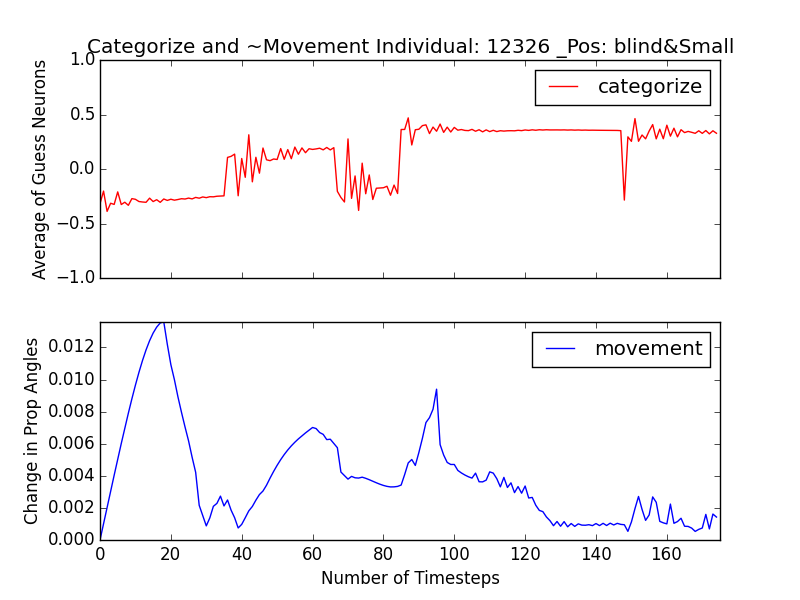 Categorize and ~Movement Individual: 12326 _Pos: blind&Small
1.0
0.5
0.0
−0.5
−1.0
Average of Guess Neurons
categorize
0.012
0.010
0.008
0.006
0.004
0.002
0.000
Change in Prop Angles
movement
0 20 40 60 80 100 120 140 160
Number of Timesteps